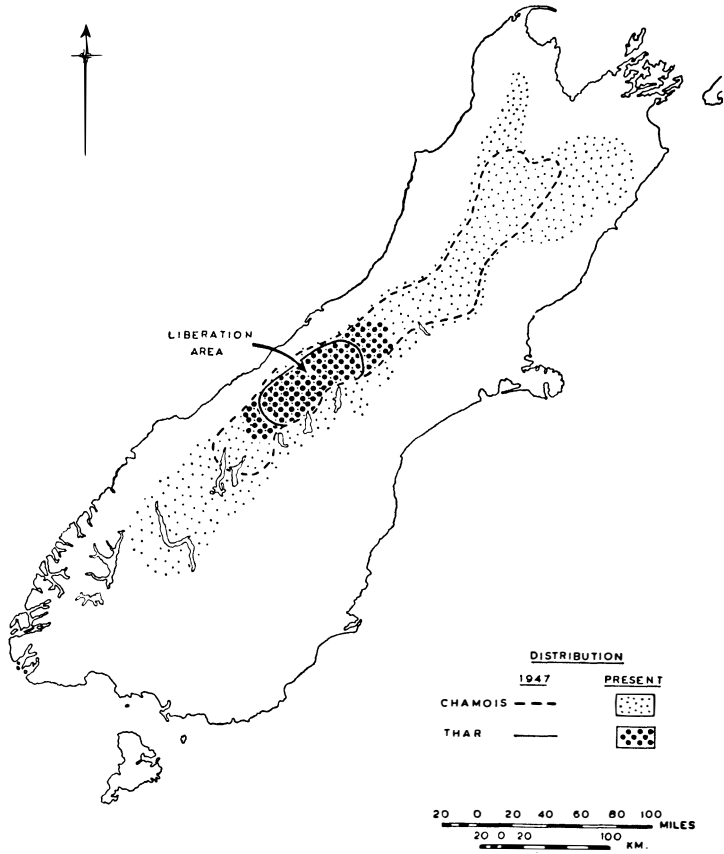 LIBERATION
AREA
DISTRIBUTION
1947 PRESENT
CHAMOIS
THAR
20 0 20 40 60 80 100 MILES
20 0 20 100 KM.